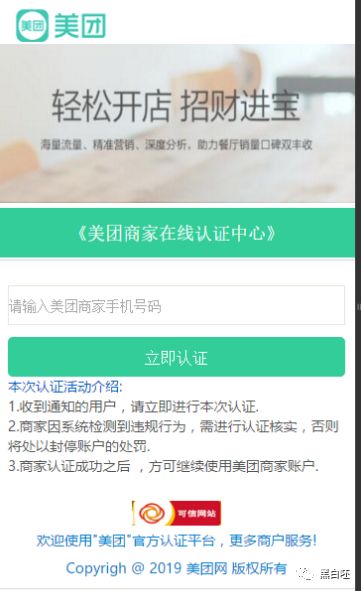 美团 美团
轻松开店 招财进宝
海量流量、精准营销、深度分析，助力餐厅销量口碑双丰收
《美团商家在线认证中心》
请输入美团商家手机号码
立即认证
本次认证活动介绍:
1.收到通知的用户，请立即进行本次认证.
2.商家因系统检测到违规行为，需进行认证核实，否则
将处以封停账户的处罚.
3.商家认证成功之后 ，方可继续使用美团商家账户.
可信网站
欢迎使用"美团"官方认证平台，更多商户服务!
Copyrigh @ 2019 美团网 版权所有
黑白坯